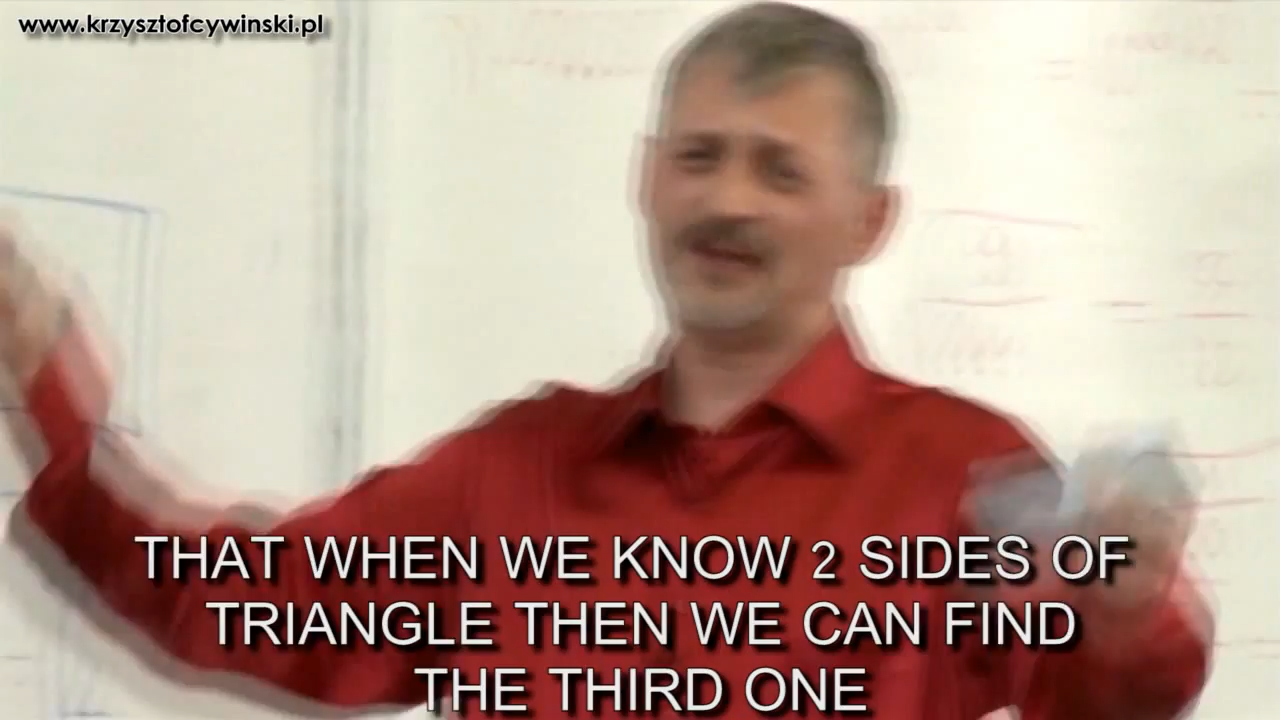 www.krzysztofcywinski.pl
THAT WHEN WE KNOW 2 SIDES OF
TRIANGLE THEN WE CAN FIND
THE THIRD ONE